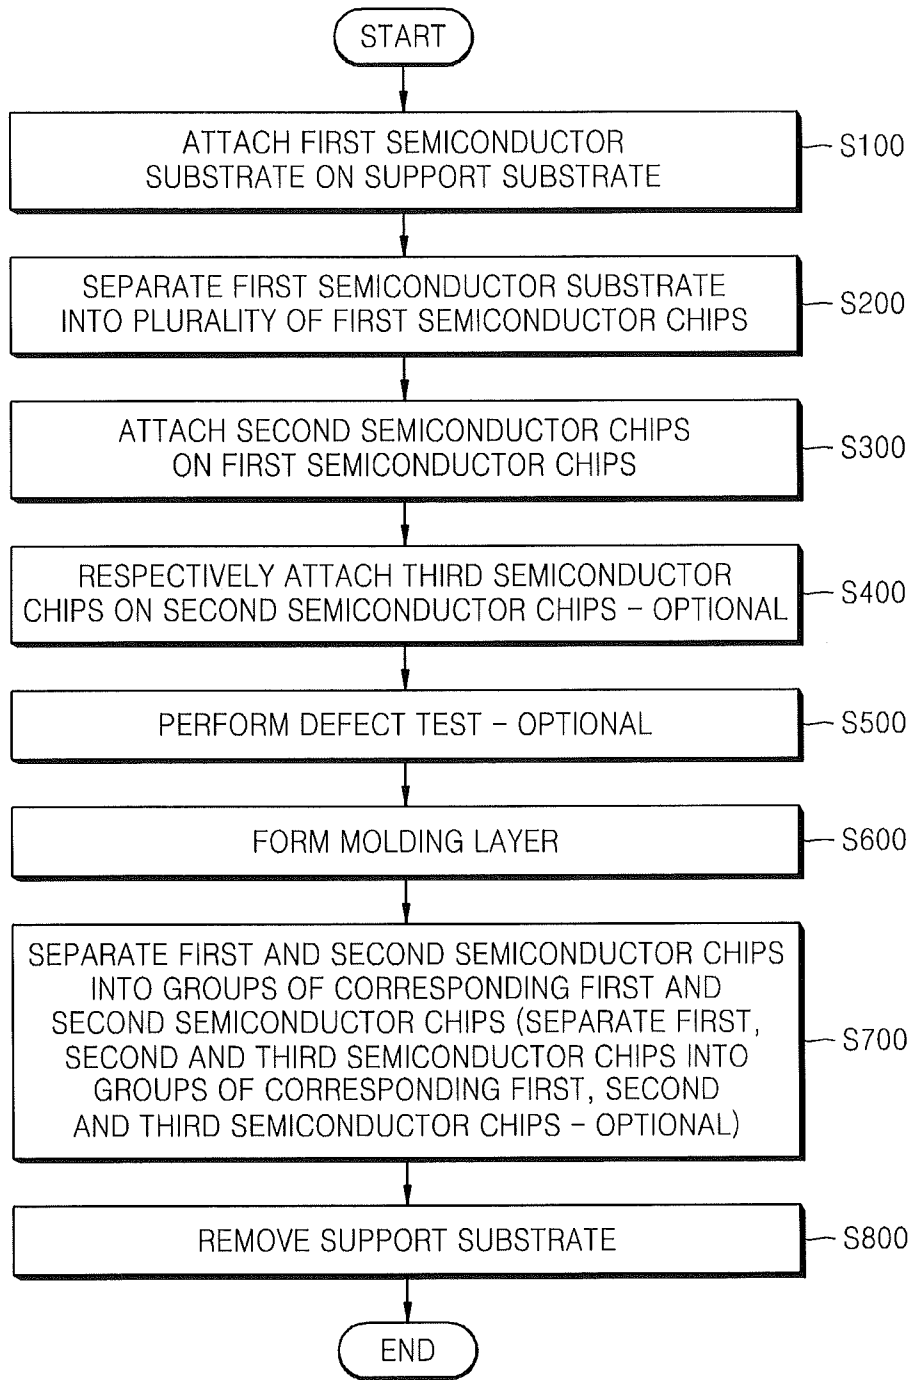 START
ATTACH FIRST SEMICONDUCTOR
SUBSTRATE ON SUPPORT SUBSTRATE
S100
SEPARATE FIRST SEMICONDUCTOR SUBSTRATE
INTO PLURALITY OF FIRST SEMICONDUCTOR CHIPS
S200
ATTACH SECOND SEMICONDUCTOR CHIPS
ON FIRST SEMICONDUCTOR CHIPS
S300
RESPECTIVELY ATTACH THIRD SEMICONDUCTOR
CHIPS ON SECOND SEMICONDUCTOR CHIPS – OPTIONAL
S400
PERFORM DEFECT TEST – OPTIONAL
S500
FORM MOLDING LAYER
S600
SEPARATE FIRST AND SECOND SEMICONDUCTOR CHIPS
INTO GROUPS OF CORRESPONDING FIRST AND
SECOND SEMICONDUCTOR CHIPS (SEPARATE FIRST,
SECOND AND THIRD SEMICONDUCTOR CHIPS INTO
GROUPS OF CORRESPONDING FIRST, SECOND
AND THIRD SEMICONDUCTOR CHIPS – OPTIONAL)
S700
REMOVE SUPPORT SUBSTRATE
S800
END